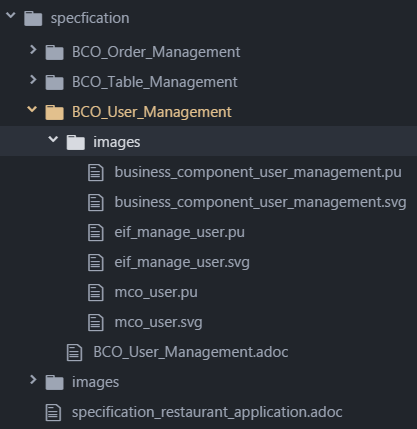 specfication
BCO_Order_Management
BCO_Table_Management
BCO_User_Management
images
business_component_user_management.pu
business_component_user_management.svg
eif_manage_user.pu
eif_manage_user.svg
mco_user.pu
mco_user.svg
BCO_User_Management.adoc
images
specification_restaurant_application.adoc